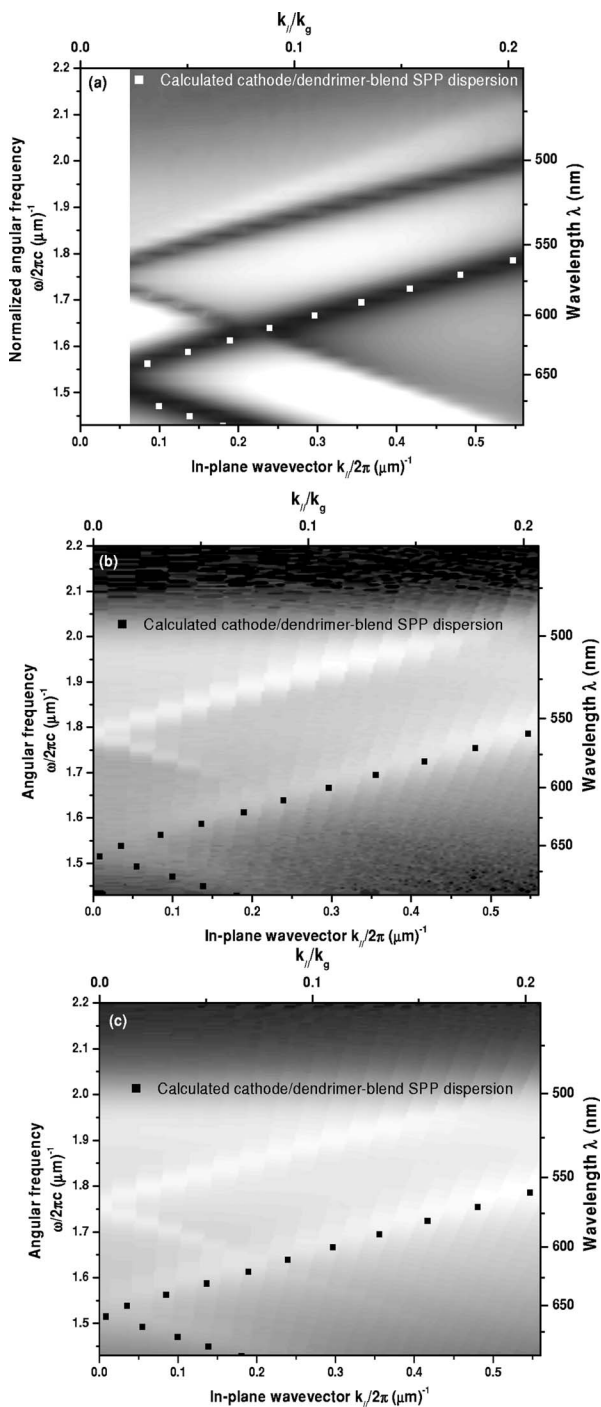 k///kg
0.0 0.1 0.2
(a)
Calculated cathode/dendrimer-blend SPP dispersion
2.2
2.1
2.0
1.9
1.8
1.7
1.6
1.5
Normalized angular frequency
ω/2πc (μm)-1
500
550
600
650
Wavelength λ (nm)
0.0 0.1 0.2 0.3 0.4 0.5
In-plane wavevector k///2π (μm)-1
k///kg
0.0 0.1 0.2
(b)
Calculated cathode/dendrimer-blend SPP dispersion
2.2
2.1
2.0
1.9
1.8
1.7
1.6
1.5
Angular frequency
ω/2πc (μm)-1
500
550
600
650
Wavelength λ (nm)
0.0 0.1 0.2 0.3 0.4 0.5
In-plane wavevector k///2π (μm)-1
k///kg
0.0 0.1 0.2
(c)
Calculated cathode/dendrimer-blend SPP dispersion
2.2
2.1
2.0
1.9
1.8
1.7
1.6
1.5
Angular frequency
ω/2πc (μm)-1
500
550
600
650
Wavelength λ (nm)
0.0 0.1 0.2 0.3 0.4 0.5
In-plane wavevector k///2π (μm)-1